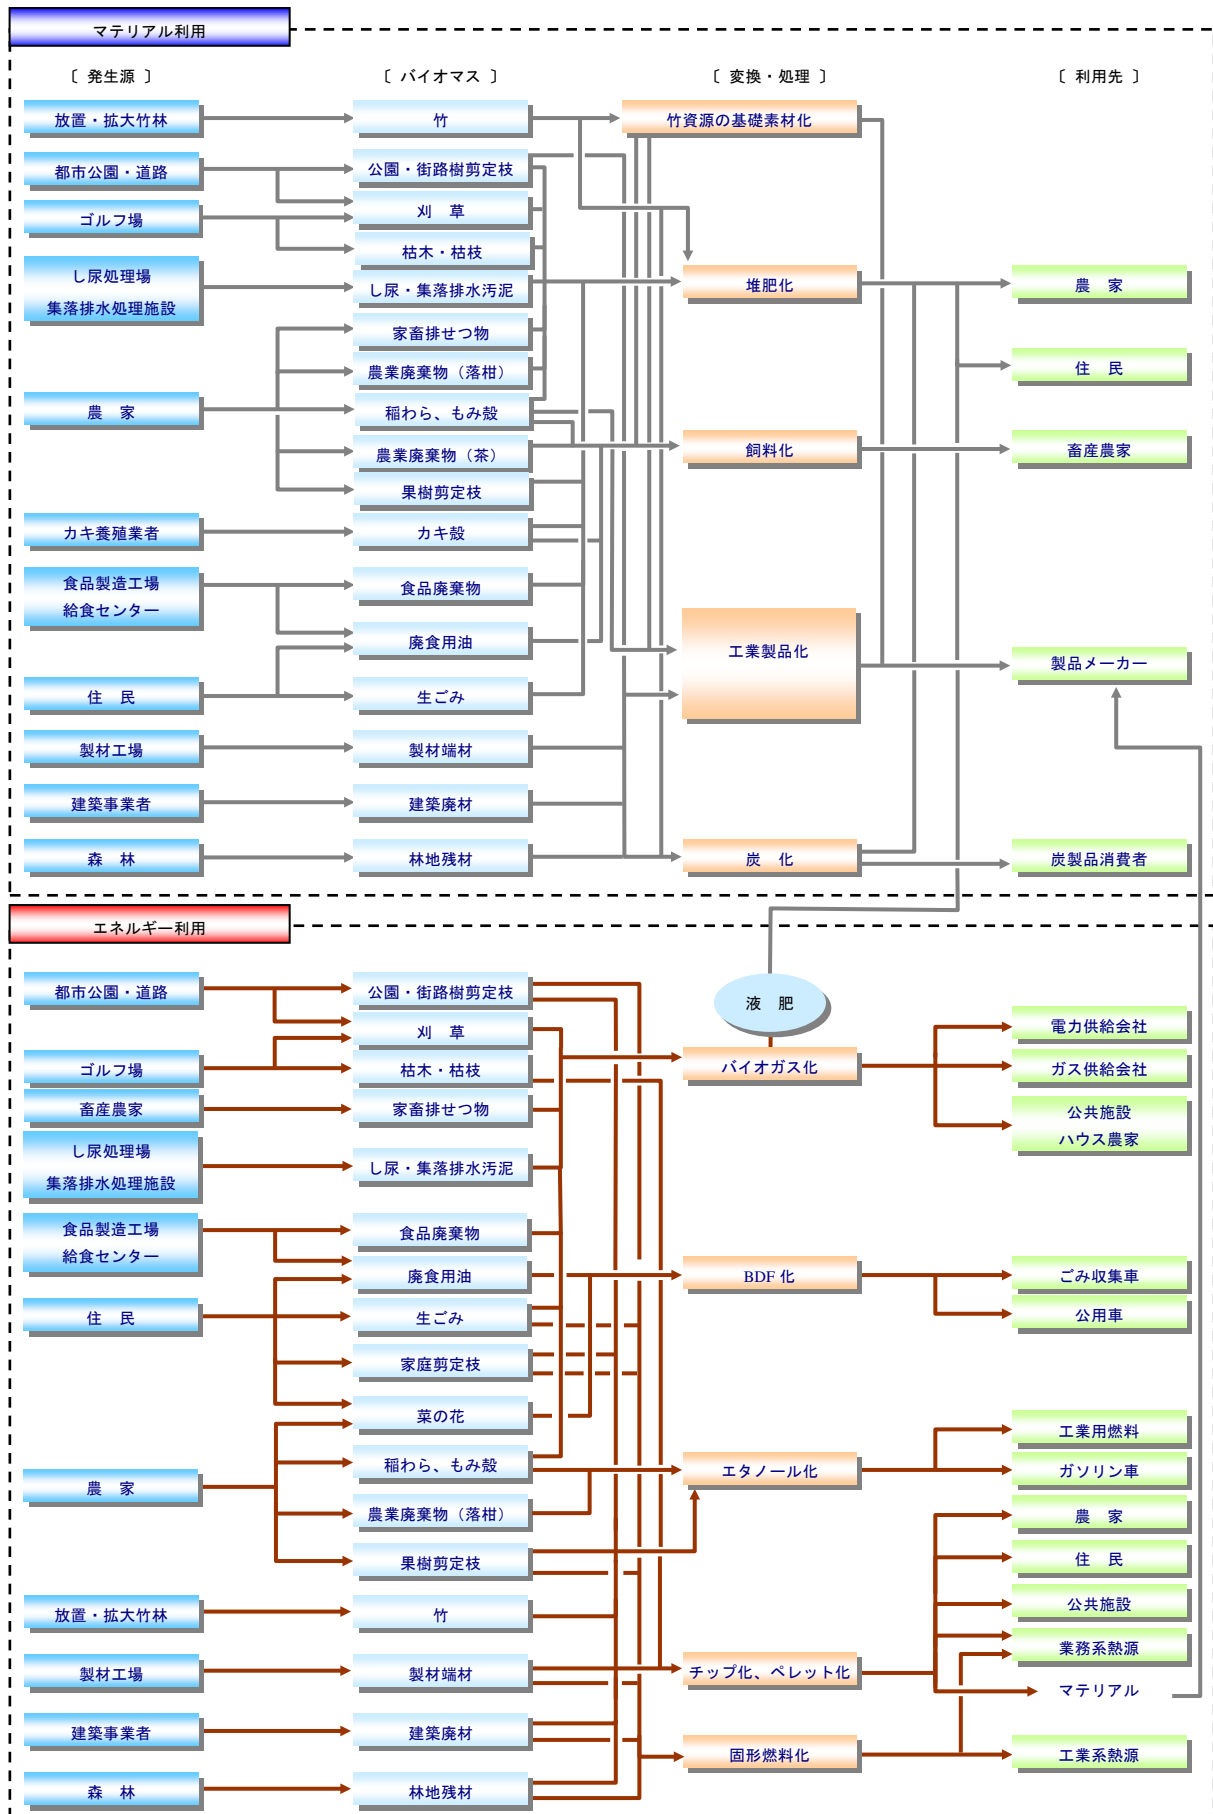 マテリアル利用
〔 発生源 〕
〔 バイオマス 〕
〔 変換・処理 〕
〔 利用先 〕
放置・拡大竹林
竹
竹資源の基礎素材化
都市公園・道路
公園・街路樹剪定枝
刈 草
ゴルフ場
枯木・枯枝
し尿処理場
集落排水処理施設
し尿・集落排水汚泥
堆肥化
農 家
家畜排せつ物
農業廃棄物（落柑）
住 民
農 家
稲わら、もみ殻
農業廃棄物（茶）
飼料化
畜産農家
果樹剪定枝
カキ養殖業者
カキ殻
食品製造工場
給食センター
食品廃棄物
廃食用油
工業製品化
製品メーカー
住 民
生ごみ
製材工場
製材端材
建築事業者
建築廃材
森 林
林地残材
炭 化
炭製品消費者
エネルギー利用
都市公園・道路
公園・街路樹剪定枝
液 肥
刈 草
電力供給会社
ゴルフ場
枯木・枯枝
バイオガス化
ガス供給会社
畜産農家
家畜排せつ物
公共施設
ハウス農家
し尿処理場
集落排水処理施設
し尿・集落排水汚泥
食品製造工場
給食センター
食品廃棄物
廃食用油
BDF 化
ごみ収集車
住 民
生ごみ
公用車
家庭剪定枝
菜の花
工業用燃料
稲わら、もみ殻
エタノール化
ガソリン車
農 家
農業廃棄物（落柑）
農 家
果樹剪定枝
住 民
放置・拡大竹林
竹
公共施設
業務系熱源
製材工場
製材端材
チップ化、ペレット化
マテリアル
建築事業者
建築廃材
固形燃料化
工業系熱源
森 林
林地残材